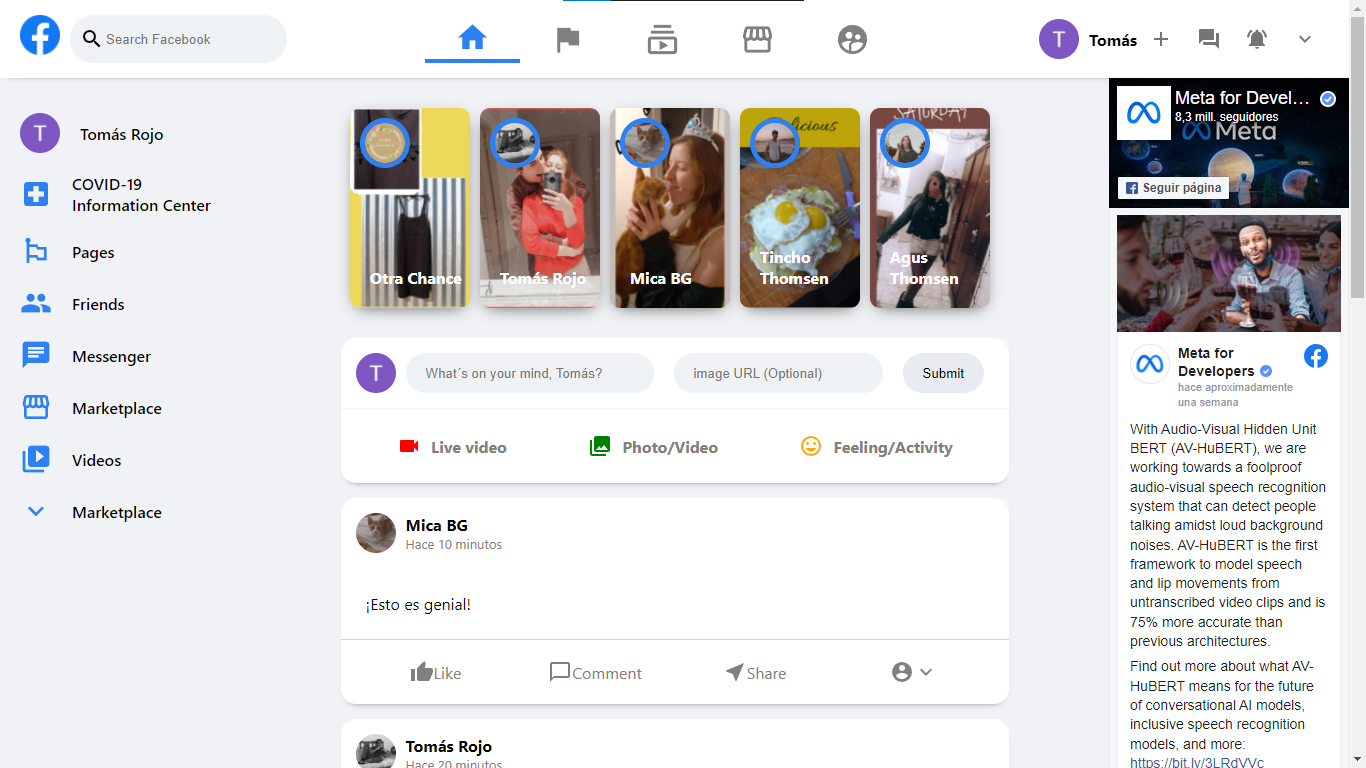 Search Facebook
T
Tomás
T
Tomás Rojo
COVID-19
Information Center
Pages
Friends
Messenger
Marketplace
Videos
Marketplace
Otra Chance
Tomás Rojo
Mica BG
licious
Tincho
Thomsen
SATURDAY
Agus
Thomsen
T
What´s on your mind, Tomás?
image URL (Optional)
Submit
Live video
Photo/Video
Feeling/Activity
Mica BG
Hace 10 minutos
¡Esto es genial!
Like
Comment
Share
Tomás Rojo
Hace 20 minutos
Meta for Devel...
8,3 mill. seguidores
Meta
Seguir página
Meta for
Developers
hace aproximadamente
una semana
With Audio-Visual Hidden Unit
BERT (AV-HuBERT), we are
working towards a foolproof
audio-visual speech recognition
system that can detect people
talking amidst loud background
noises. AV-HuBERT is the first
framework to model speech
and lip movements from
untranscribed video clips and is
75% more accurate than
previous architectures.
Find out more about what AV-
HuBERT means for the future
of conversational AI models,
inclusive speech recognition
models, and more:
https://bit.ly/3LRdVVc